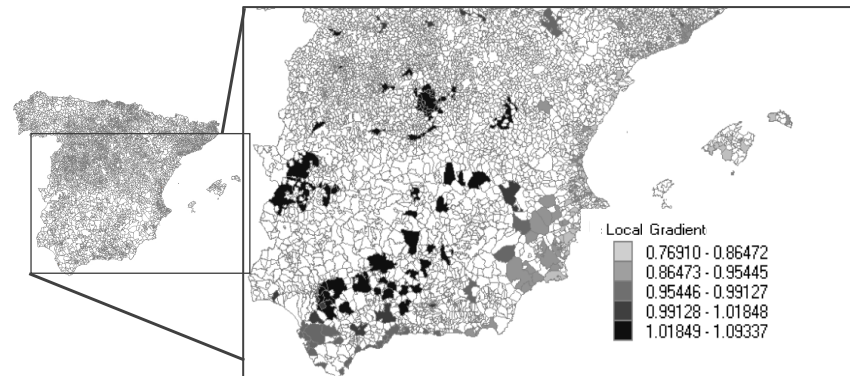 Local Gradient
0.76910 - 0.86472
0.86473 - 0.95445
0.95446 - 0.99127
0.99128 - 1.01848
1.01849 - 1.09337